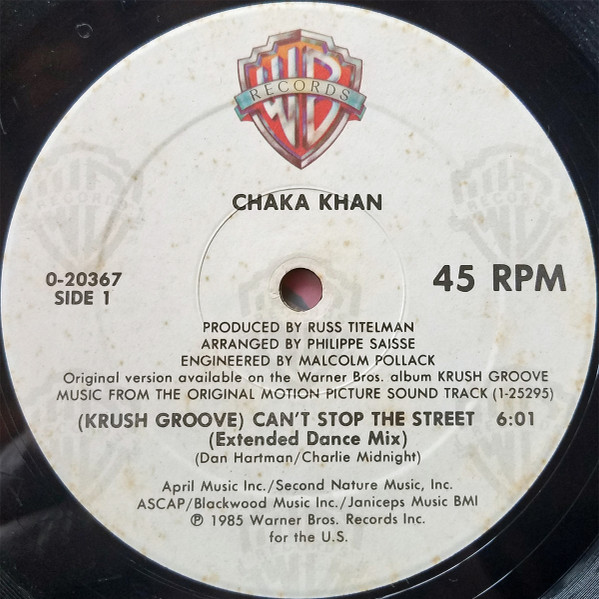 WB
RECORDS
CHAKA KHAN
0-20367
SIDE 1
45 RPM
PRODUCED BY RUSS TITELMAN
ARRANGED BY PHILIPPE SAISSE
ENGINEERED BY MALCOLM POLLACK
Original version available on the Warner Bros. album KRUSH GROOVE
MUSIC FROM THE ORIGINAL MOTION PICTURE SOUND TRACK (1-25295)
(KRUSH GROOVE) CAN'T STOP THE STREET 6:01
(Extended Dance Mix)
(Dan Hartman/Charlie Midnight)
April Music Inc./Second Nature Music, Inc.
ASCAP/Blackwood Music Inc./Janiceps Music BMI
℗ 1985 Warner Bros. Records Inc.
for the U.S.